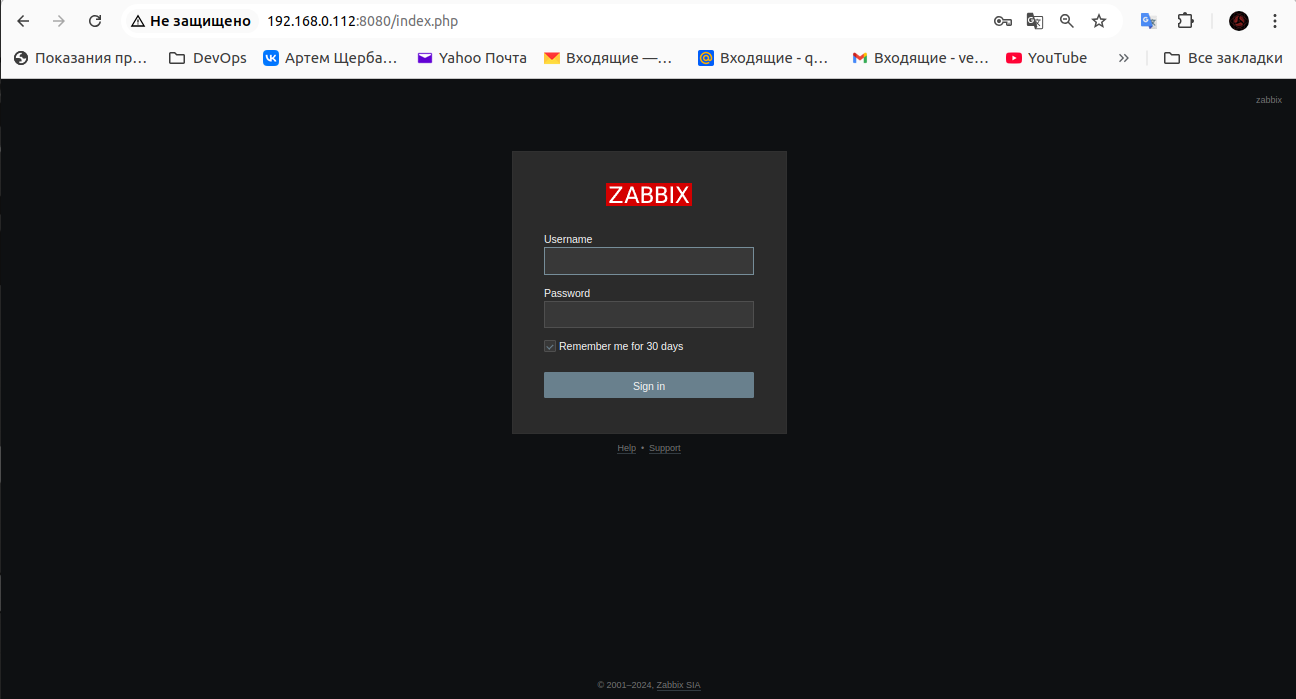 Не защищено 192.168.0.112:8080/index.php
Показания пр... DevOps Артем Щерба... Yahoo Почта Входящие —... Входящие - q... Входящие - ve... YouTube » Все закладки
zabbix
ZABBIX
Username
Password
Remember me for 30 days
Sign in
Help • Support
© 2001–2024, Zabbix SIA